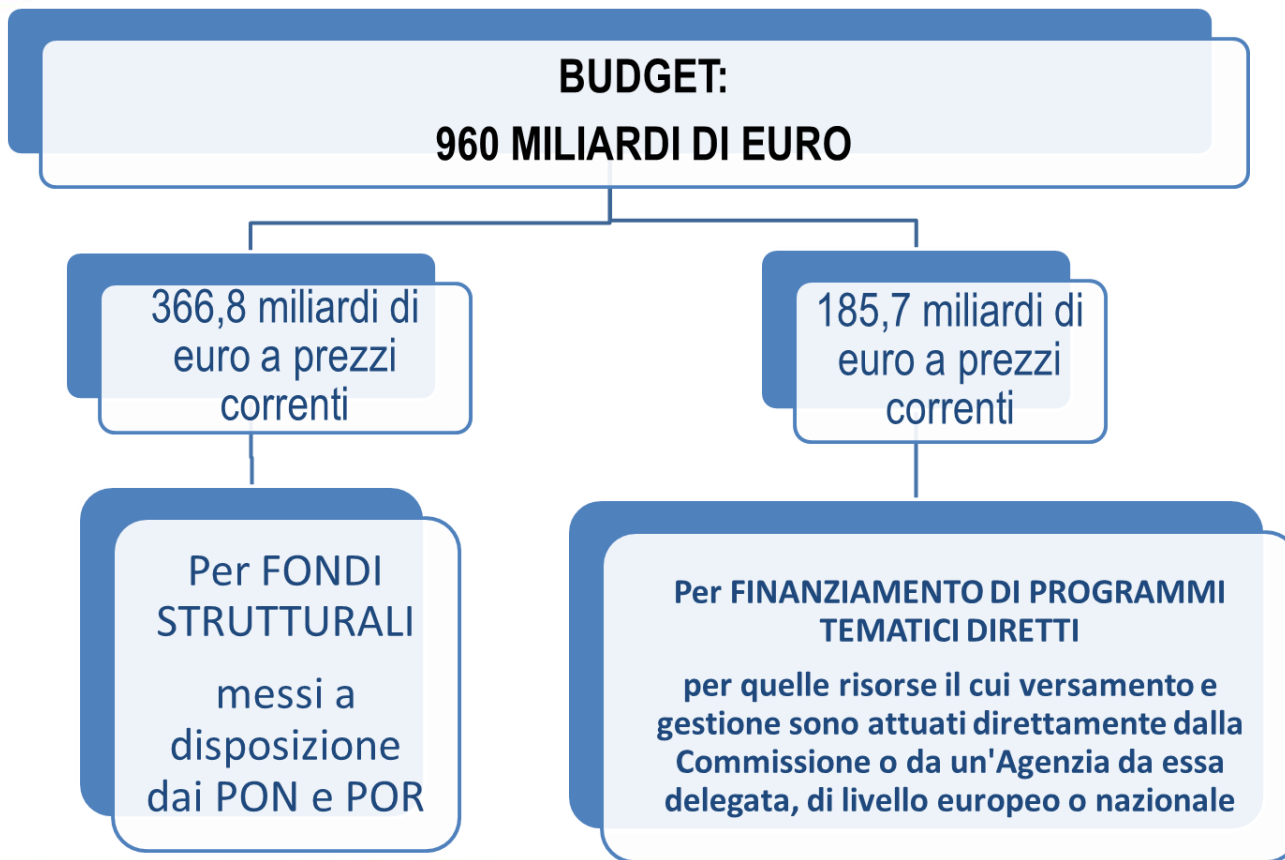 BUDGET:
960 MILIARDI DI EURO
366,8 miliardi di
euro a prezzi
correnti
185,7 miliardi di
euro a prezzi
correnti
Per FONDI
STRUTTURALI
messi a
disposizione
dai PON e POR
Per FINANZIAMENTO DI PROGRAMMI
TEMATICI DIRETTI
per quelle risorse il cui versamento e
gestione sono attuati direttamente dalla
Commissione o da un'Agenzia da essa
delegata, di livello europeo o nazionale